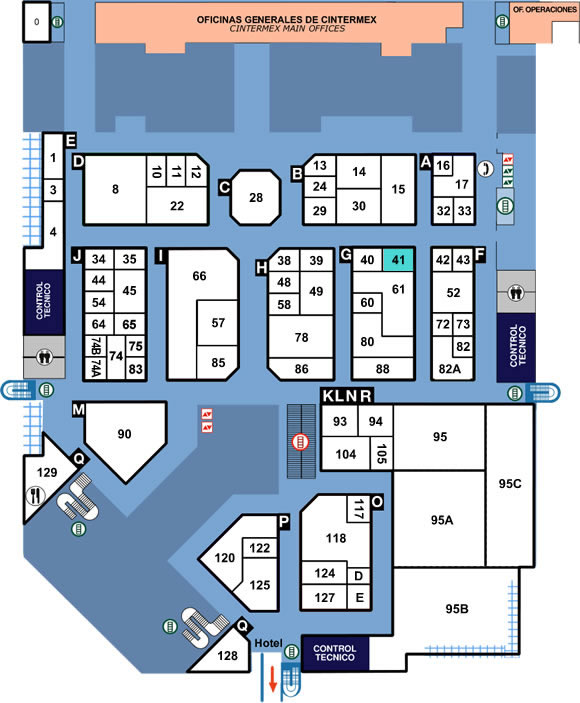 0
OFICINAS GENERALES DE CINTERMEX
CINTERMEX MAIN OFFICES
OF. OPERACIONES
E
1
3
4
CONTROL TECNICO
D
8
10
11
12
22
C
28
B
13
24
29
14
30
15
A
16
17
32
33
J
34
35
44
45
54
64
65
74B
74A
74
75
83
I
66
57
85
H
38
39
48
49
58
78
86
G
40
41
61
60
80
88
F
42
43
52
72
73
82
82A
CONTROL TECNICO
M
90
Q
129
K L N R
93
94
104
105
95
95C
95A
95B
P
120
122
125
O
117
118
124
D
127
E
Q
128
Hotel
CONTROL
TECNICO